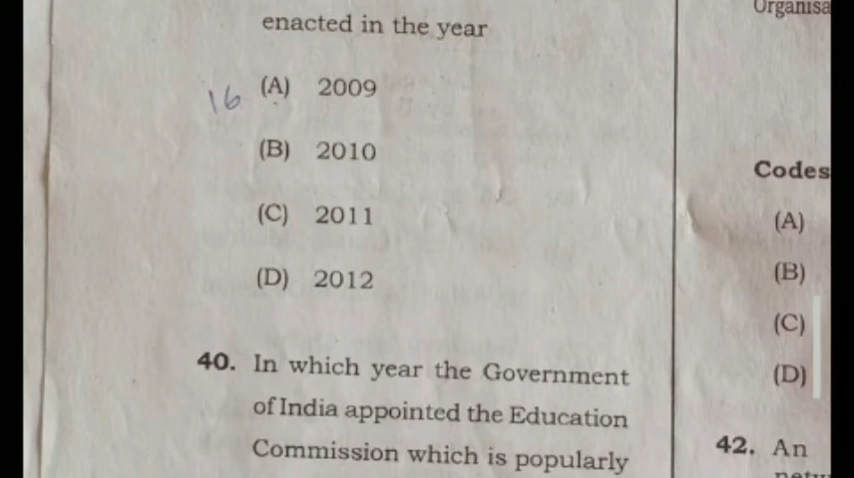 enacted in the year
16 (A) 2009
(B) 2010
(C) 2011
(D) 2012
40. In which year the Government
of India appointed the Education
Commission which is popularly
Organisa
Codes
(A)
(B)
(C)
(D)
42. An